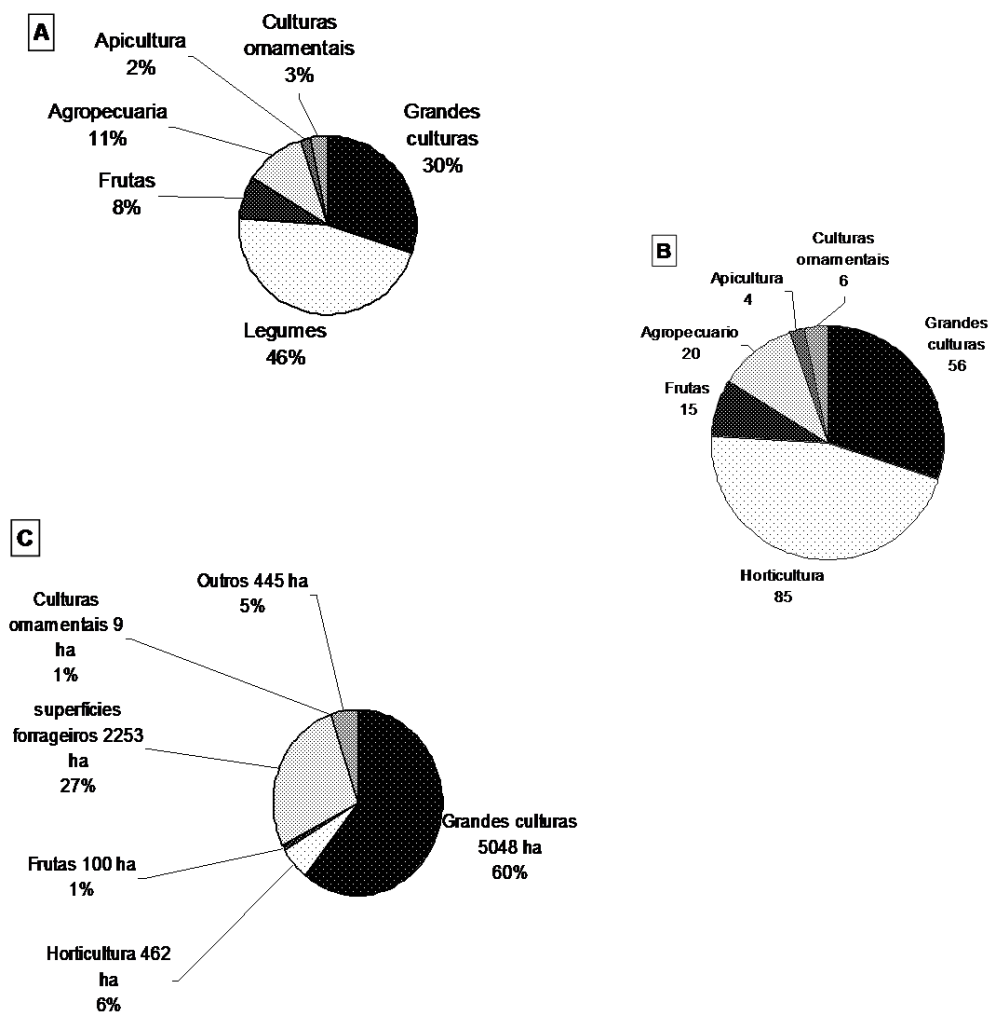 A
Apicultura
2%
Culturas
ornamentais
3%
Agropecuaria
11%
Grandes
culturas
30%
Frutas
8%
Legumes
46%
B
Culturas
ornamentais
6
Apicultura
4
Agropecuario
20
Grandes
culturas
56
Frutas
15
Horticultura
85
C
Outros 445 ha
5%
Culturas
ornamentais 9
ha
1%
superfícies
forrageiros 2253
ha
27%
Grandes culturas
5048 ha
60%
Frutas 100 ha
1%
Horticultura 462
ha
6%